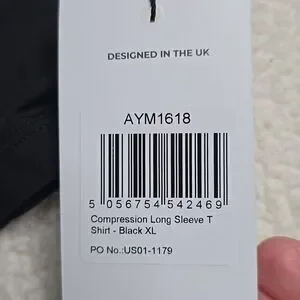 DESIGNED IN THE UK
AYM1618
5 056754 542469
Compression Long Sleeve T
Shirt - Black XL
PO No.:US01-1179